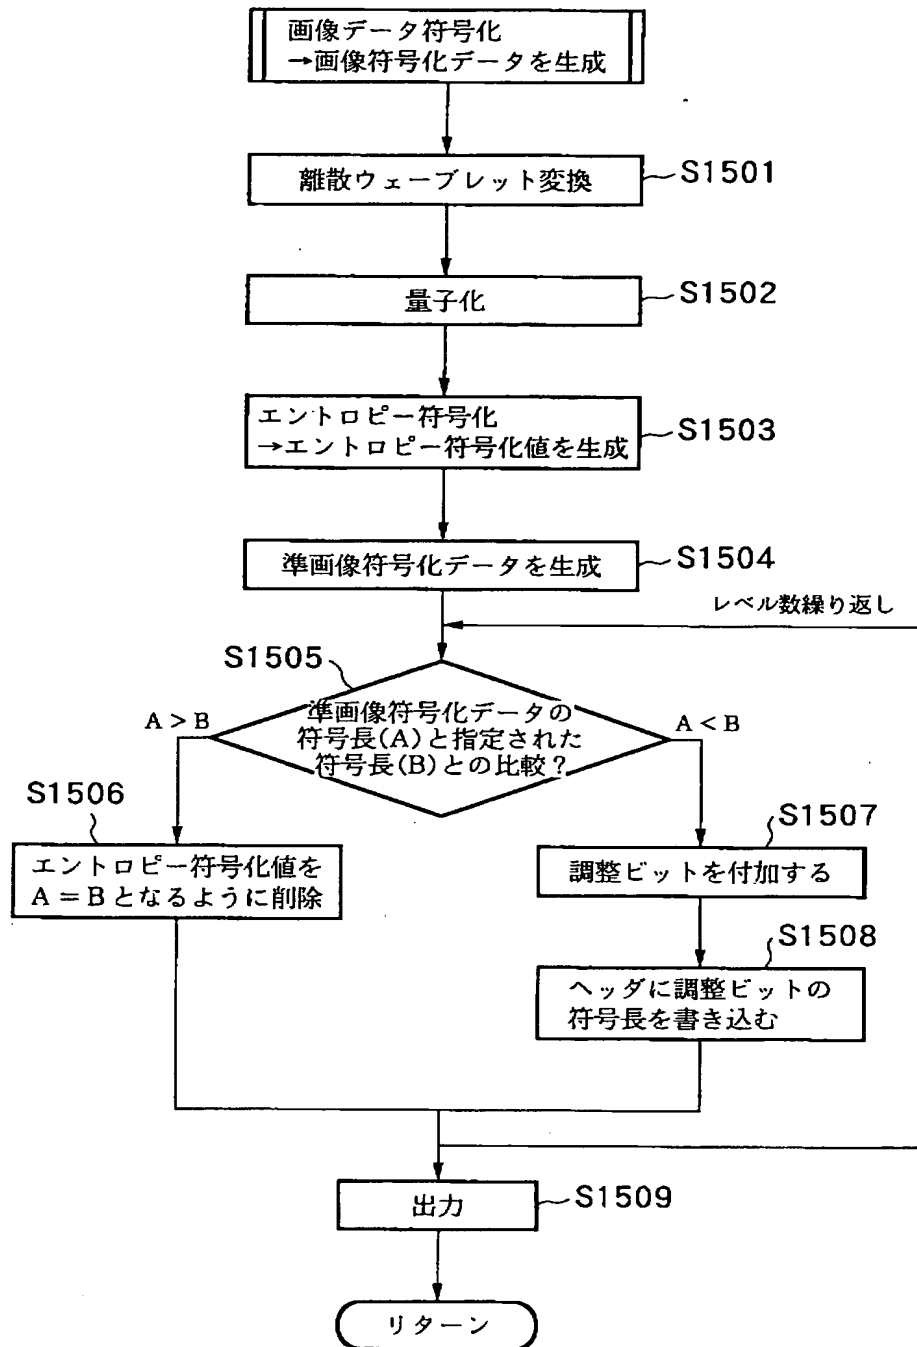 画像データ符号化
→画像符号化データを生成
離散ウェーブレット変換
S1501
量子化
S1502
エントロピー符号化
→エントロピー符号化値を生成
S1503
準画像符号化データを生成
S1504
レベル数繰り返し
S1505
準画像符号化データの
符号長(A)と指定された
符号長(B)との比較?
A>B
A<B
S1506
エントロピー符号化値を
A=Bとなるように削除
S1507
調整ビットを付加する
S1508
ヘッダに調整ビットの
符号長を書き込む
出力
S1509
リターン